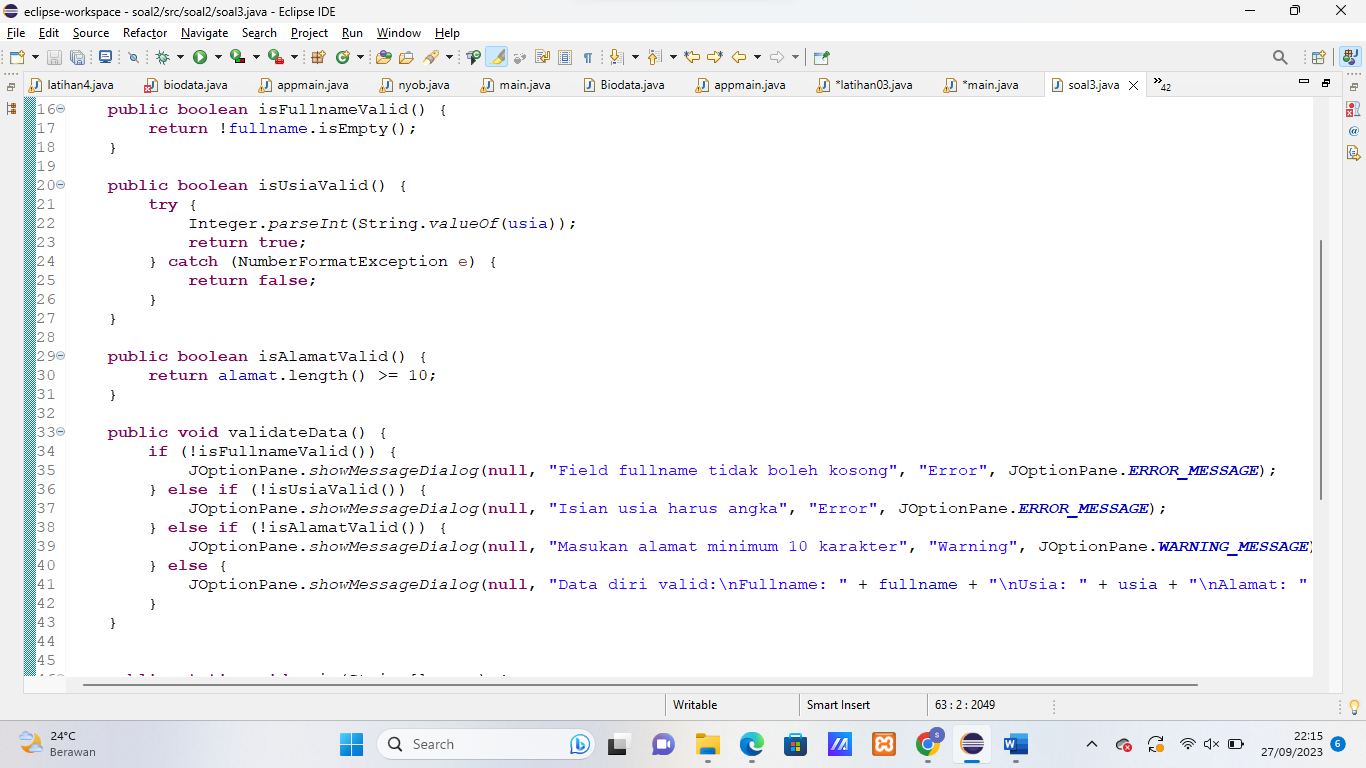 eclipse-workspace - soal2/src/soal2/soal3.java - Eclipse IDE
File Edit Source Refactor Navigate Search Project Run Window Help
latihan4.java biodata.java appmain.java nyob.java main.java Biodata.java appmain.java *latihan03.java *main.java soal3.java 42
16 public boolean isFullnameValid() {
17 return !fullname.isEmpty();
18 }
19
20 public boolean isUsiaValid() {
21 try {
22 Integer.parseInt(String.valueOf(usia));
23 return true;
24 } catch (NumberFormatException e) {
25 return false;
26 }
27 }
28
29 public boolean isAlamatValid() {
30 return alamat.length() >= 10;
31 }
32
33 public void validateData() {
34 if (!isFullnameValid()) {
35 JOptionPane.showMessageDialog(null, "Field fullname tidak boleh kosong", "Error", JOptionPane.ERROR_MESSAGE);
36 } else if (!isUsiaValid()) {
37 JOptionPane.showMessageDialog(null, "Isian usia harus angka", "Error", JOptionPane.ERROR_MESSAGE);
38 } else if (!isAlamatValid()) {
39 JOptionPane.showMessageDialog(null, "Masukan alamat minimum 10 karakter", "Warning", JOptionPane.WARNING_MESSAGE)
40 } else {
41 JOptionPane.showMessageDialog(null, "Data diri valid:\nFullname: " + fullname + "\nUsia: " + usia + "\nAlamat: "
42 }
43 }
44
45
Writable Smart Insert 63 : 2 : 2049
24°C
Berawan
Search
22:15
27/09/2023
6